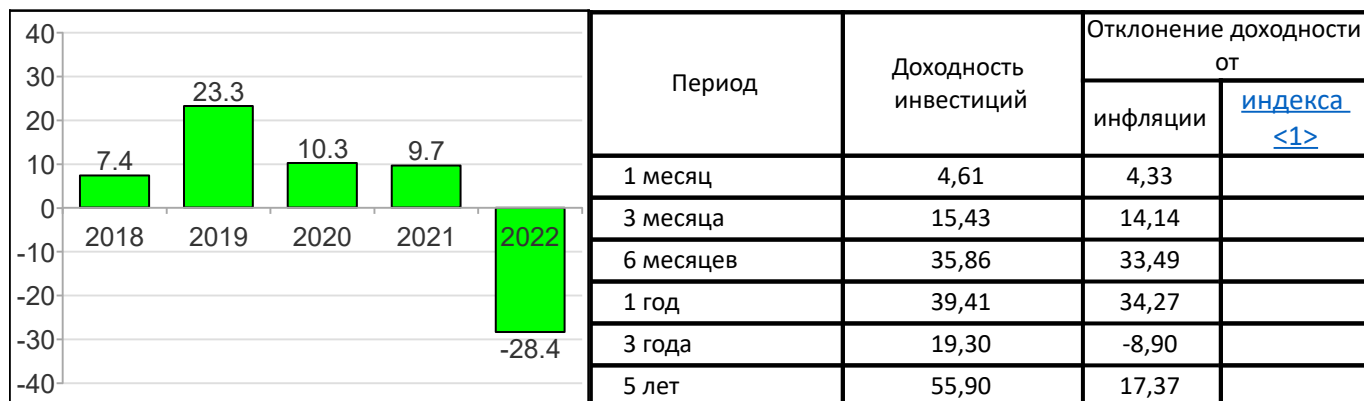 40
30
20
10
0
-10
-20
-30
-40
7.4
23.3
10.3
9.7
-28.4
2018
2019
2020
2021
2022
Период
Доходность
инвестиций
Отклонение доходности
от
инфляции
индекса
<1>
1 месяц 4,61 4,33
3 месяца 15,43 14,14
6 месяцев 35,86 33,49
1 год 39,41 34,27
3 года 19,30 -8,90
5 лет 55,90 17,37